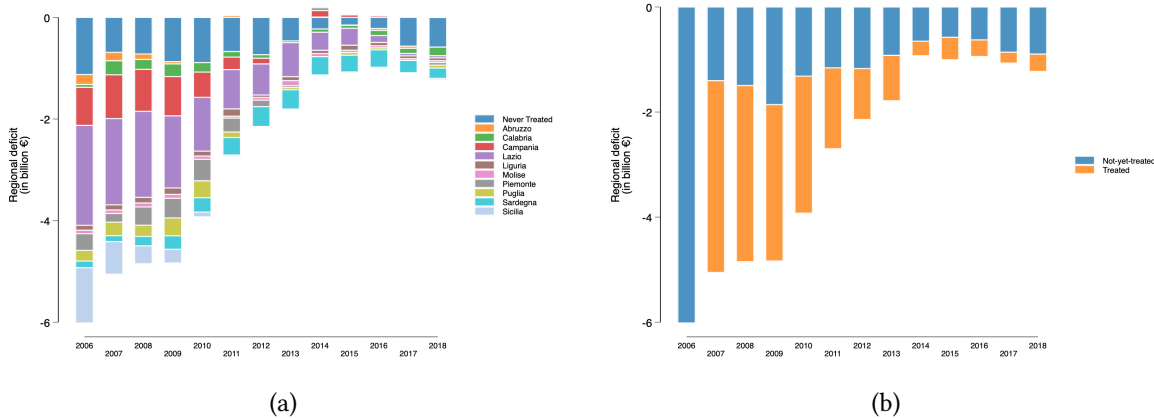 0
-2
-4
-6
Regional deficit
(in billion €)
2006
2007
2008
2009
2010
2011
2012
2013
2014
2015
2016
2017
2018
Never Treated
Abruzzo
Calabria
Campania
Lazio
Liguria
Molise
Piemonte
Puglia
Sardegna
Sicilia
(a)
0
-2
-4
-6
Regional deficit
(in billion €)
2006
2007
2008
2009
2010
2011
2012
2013
2014
2015
2016
2017
2018
Not-yet-treated
Treated
(b)